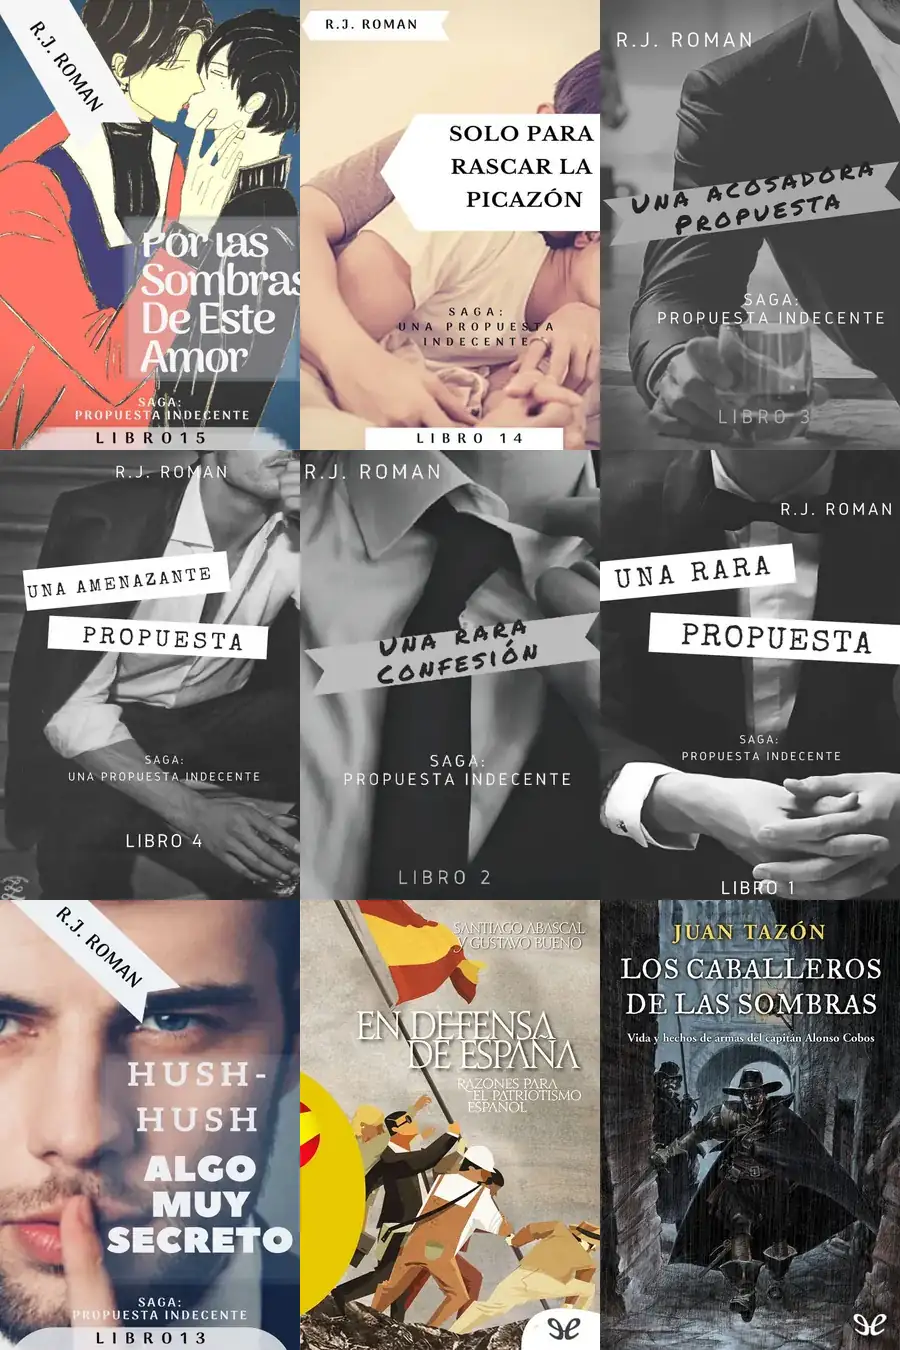 R.J. ROMAN
Por las
Sombras
De Este
Amor
SAGA:
PROPUESTA INDECENTE
LIBRO15
R.J. ROMAN
SOLO PARA
RASCAR LA
PICAZÓN
SAGA:
UNA PROPUESTA
INDECENTE
LIBRO 14
R.J. ROMAN
UNA ACOSADORA
PROPUESTA
SAGA:
PROPUESTA INDECENTE
LIBRO 3
R.J. ROMAN
UNA AMENAZANTE
PROPUESTA
SAGA:
UNA PROPUESTA INDECENTE
LIBRO 4
R.J. ROMAN
UNA RARA
CONFESIÓN
SAGA:
PROPUESTA INDECENTE
LIBRO 2
R.J. ROMAN
UNA RARA
PROPUESTA
SAGA:
PROPUESTA INDECENTE
LIBRO 1
R.J. ROMAN
HUSH-
HUSH
ALGO
MUY
SECRETO
SAGA:
PROPUESTA INDECENTE
LIBRO13
SANTIAGO ABASCAL
Y GUSTAVO BUENO
EN DEFENSA
DE ESPAÑA
RAZONES PARA
EL PATRIOTISMO
ESPAÑOL
JUAN TAZÓN
LOS CABALLEROS
DE LAS SOMBRAS
Vida y hechos de armas del capitán Alonso Cobos